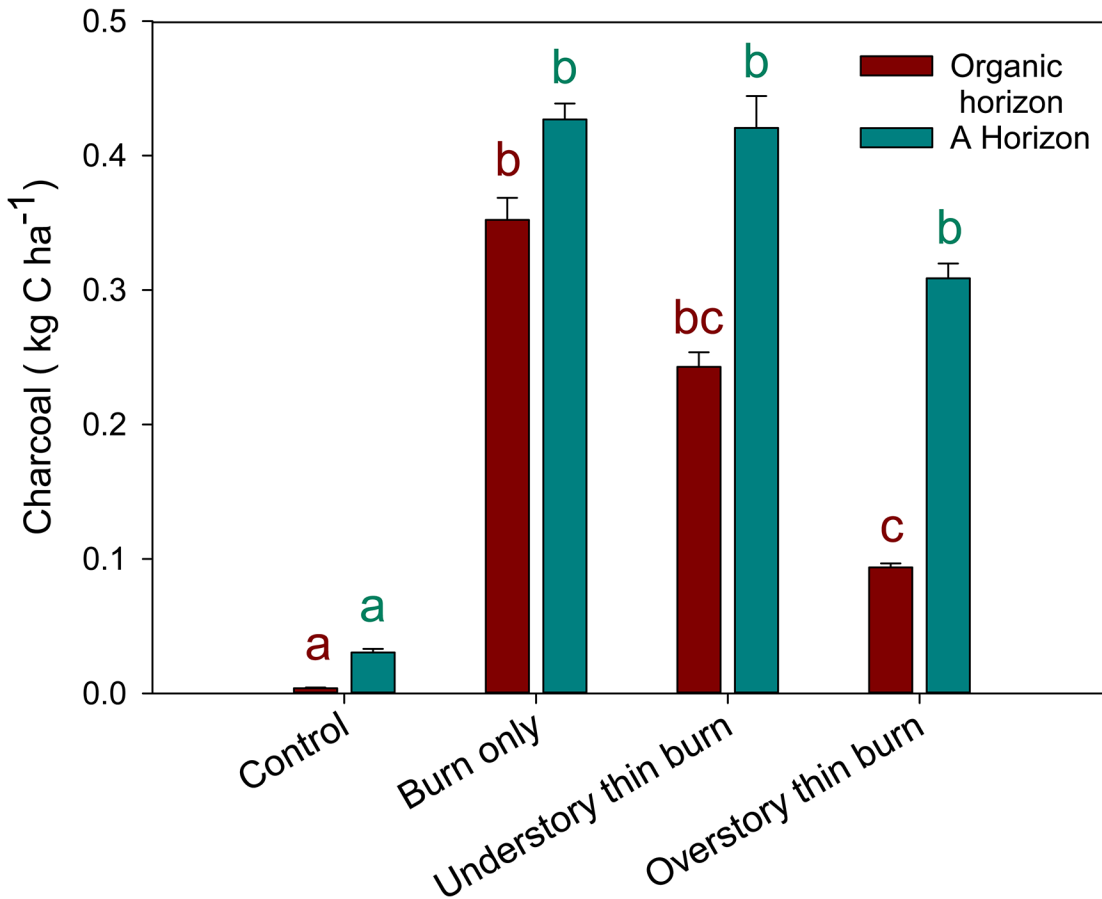 0.5
0.4
0.3
0.2
0.1
0.0
Charcoal ( kg C ha-1)
Organic
horizon
A Horizon
a
a
b
b
bc
b
c
b
Control
Burn only
Understory thin burn
Overstory thin burn